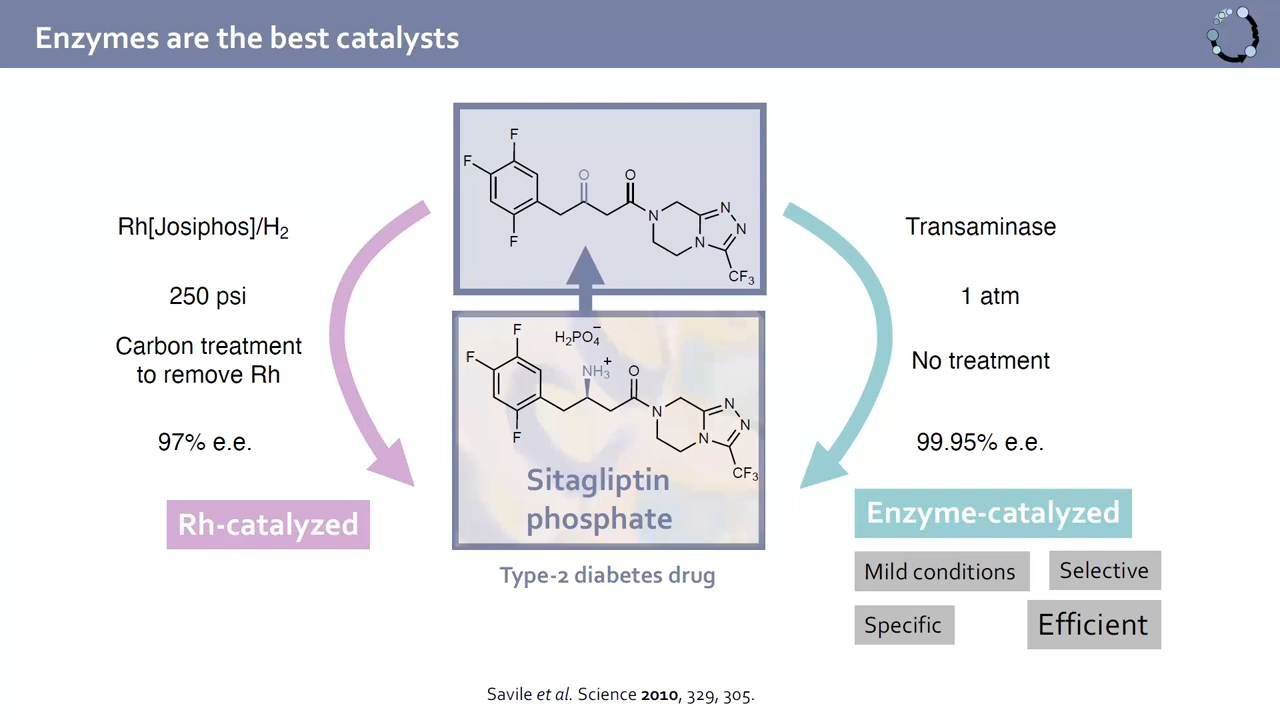 Enzymes are the best catalysts
Rh[Josiphos]/H₂
250 psi
Carbon treatment
to remove Rh
97% e.e.
Rh-catalyzed
F
F
F
O
O
N
N
N
N
CF₃
F
F
F
H₂PO₄⁻
NH₃⁺
O
N
N
N
N
CF₃
Sitagliptin
phosphate
Type-2 diabetes drug
Transaminase
1 atm
No treatment
99.95% e.e.
Enzyme-catalyzed
Mild conditions
Selective
Specific
Efficient
Savile et al. Science 2010, 329, 305.